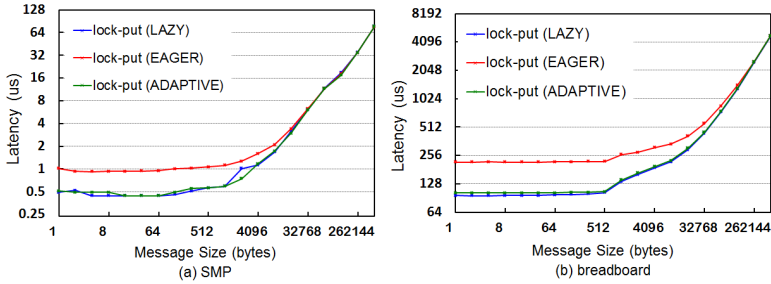 128
64
32
16
8
4
2
1
0.5
0.25
Latency (us)
lock-put (LAZY)
lock-put (EAGER)
lock-put (ADAPTIVE)
1 8 64 512 4096 32768 262144
Message Size (bytes)
(a) SMP
8192
4096
2048
1024
512
256
128
64
Latency (us)
lock-put (LAZY)
lock-put (EAGER)
lock-put (ADAPTIVE)
1 8 64 512 4096 32768 262144
Message Size (bytes)
(b) breadboard